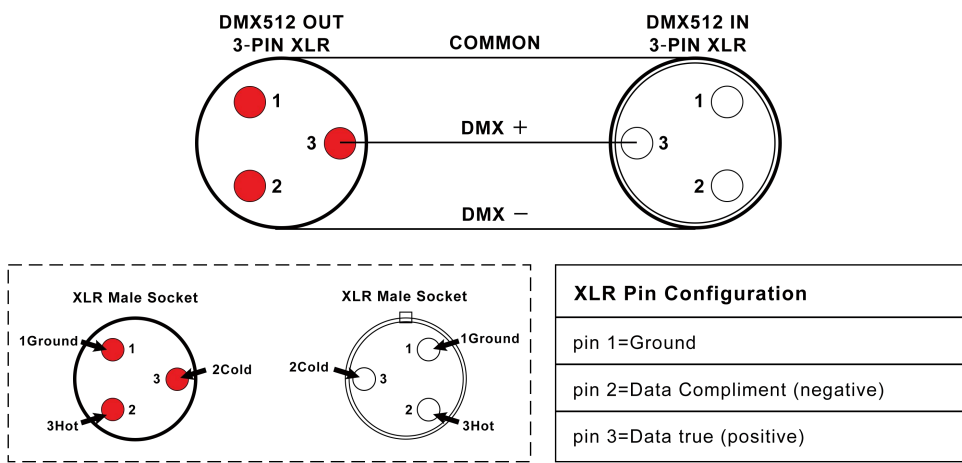 DMX512 OUT
3-PIN XLR
COMMON
DMX512 IN
3-PIN XLR
1
3
2
DMX +
DMX −
1
3
2
XLR Male Socket
1Ground
1
3
2Cold
2
3Hot
XLR Male Socket
1Ground
1
2Cold
3
2
3Hot
XLR Pin Configuration
pin 1=Ground
pin 2=Data Compliment (negative)
pin 3=Data true (positive)